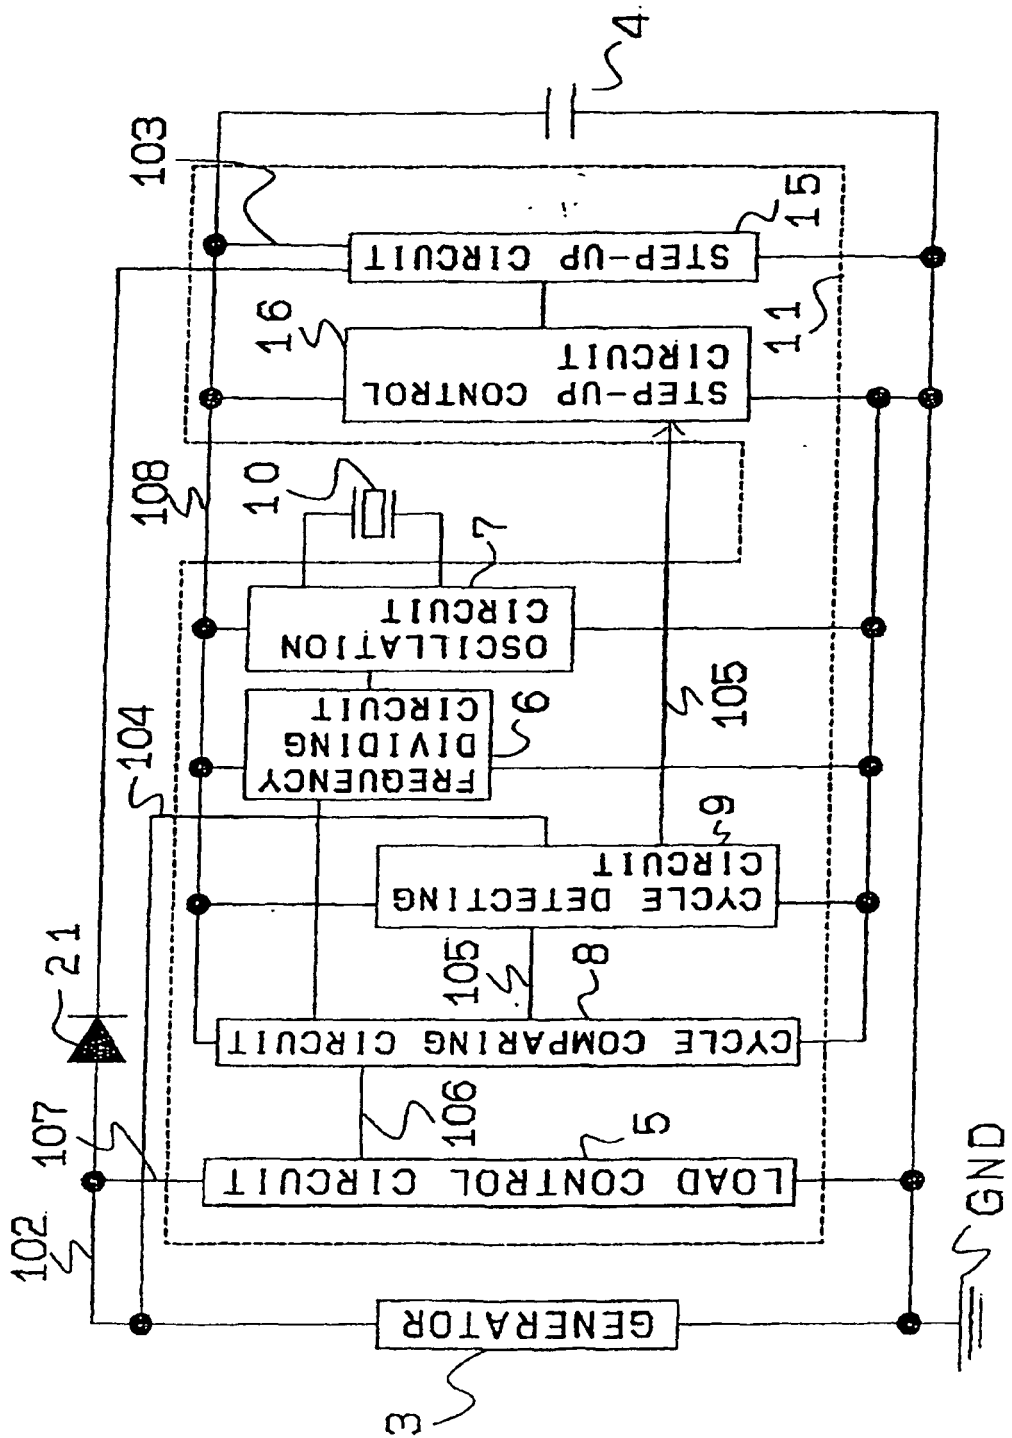 102
107
21
104
108
103
3
GENERATOR
LOAD CONTROL CIRCUIT
5
106
CYCLE COMPARING CIRCUIT
8
105
CYCLE DETECTING
CIRCUIT
9
FREQUENCY
DIVIDING
CIRCUIT
6
105
OSCILLATION
CIRCUIT
7
10
STEP-UP CONTROL
CIRCUIT
16
STEP-UP CIRCUIT
15
11
4
GND